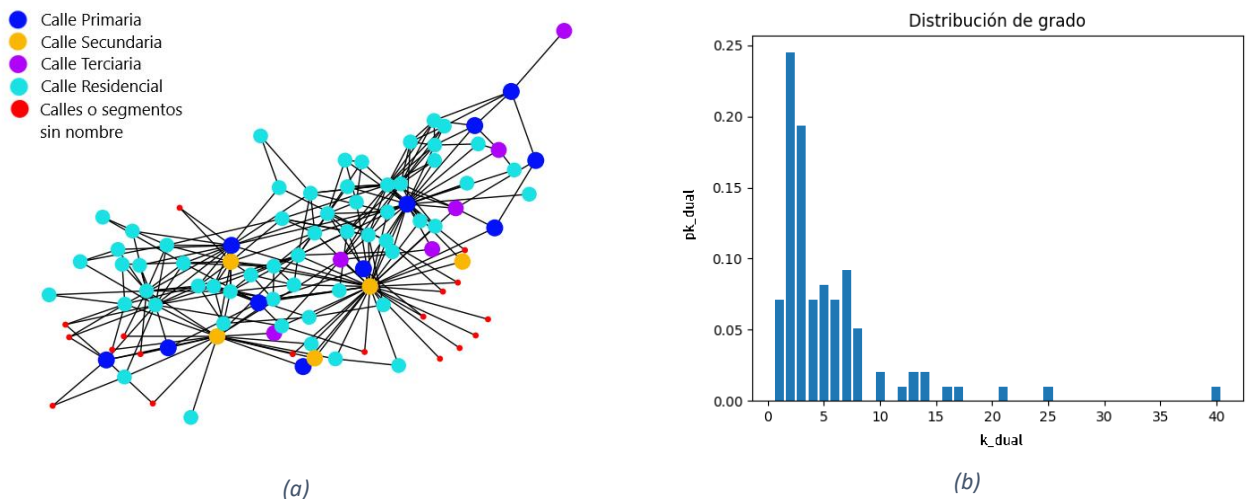 Calle Primaria
Calle Secundaria
Calle Terciaria
Calle Residencial
Calles o segmentos
sin nombre
(a)
Distribución de grado
0.25
0.20
0.15
0.10
0.05
0.00
pk_dual
0 5 10 15 20 25 30 35 40
k_dual
(b)